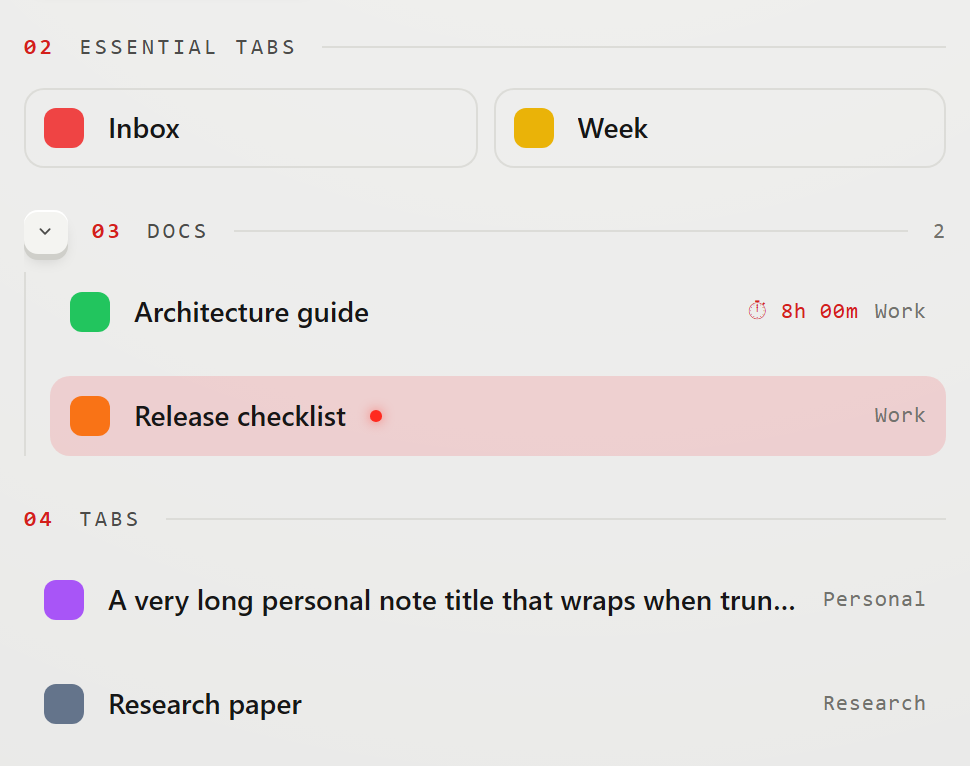 02 ESSENTIAL TABS
Inbox
Week
03 DOCS 2
Architecture guide ⏱ 8h 00m Work
Release checklist Work
04 TABS
A very long personal note title that wraps when trun... Personal
Research paper Research